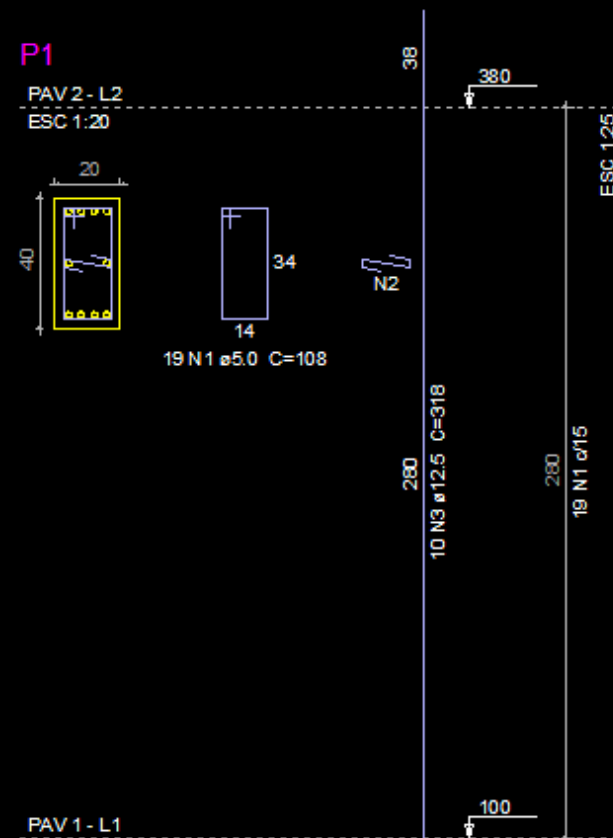 P1
PAV 2 - L2
ESC 1:20
20
40
34
14
19 N1 ø5.0 C=108
N2
38
280
10 N3 ø12.5 C=318
380
280
19 N1 c/15
ESC 1:25
PAV 1 - L1
100